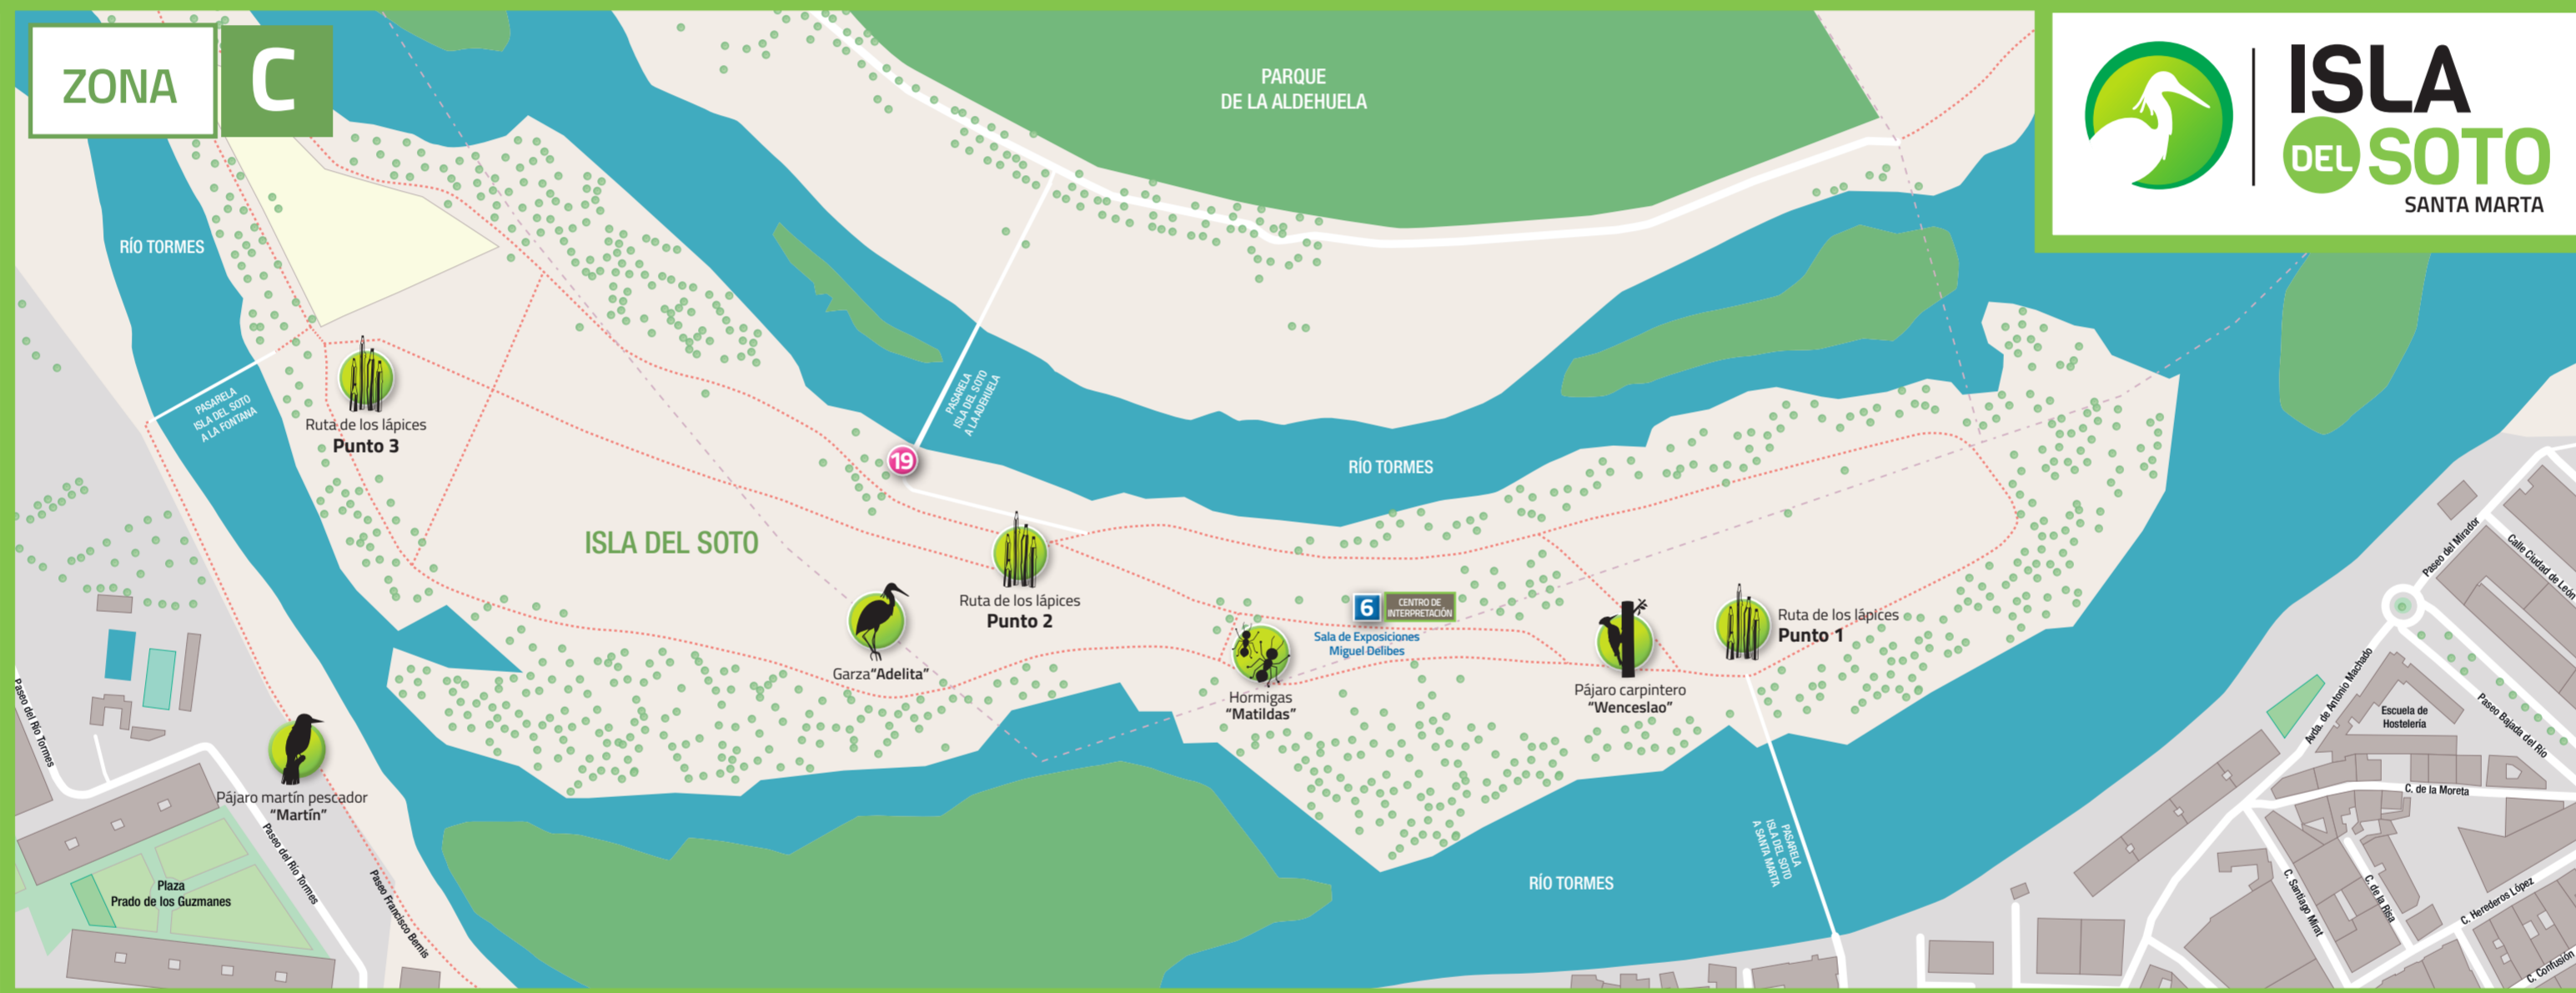 ZONA
C
PARQUE
DE LA ALDEHUELA
ISLA
DEL SOTO
SANTA MARTA
RÍO TORMES
PASARELA
ISLA DEL SOTO
A LA FONTANA
Ruta de los lápices
Punto 3
PASARELA
ISLA DEL SOTO
A LA ADEHUELA
19
RÍO TORMES
ISLA DEL SOTO
Ruta de los lápices
Punto 2
Garza"Adelita"
6
CENTRO DE
INTERPRETACIÓN
Sala de Exposiciones
Miguel Delibes
Hormigas
"Matildas"
Pájaro carpintero
"Wenceslao"
Ruta de los lápices
Punto 1
Pájaro martín pescador
"Martín"
Paseo del Río Tormes
Paseo del Río Tormes
Paseo Francisco Bernis
Plaza
Prado de los Guzmanes
RÍO TORMES
PASARELA
ISLA DEL SOTO
A SANTA MARTA
Paseo del Mirador
Calle Ciudad de León
Avda. de Antonio Machado
Escuela de
Hostelería
Paseo Bajada del Río
C. de la Moreta
C. Santiago Mirat
C. de la Risa
C. Herederos López
C. Confusión